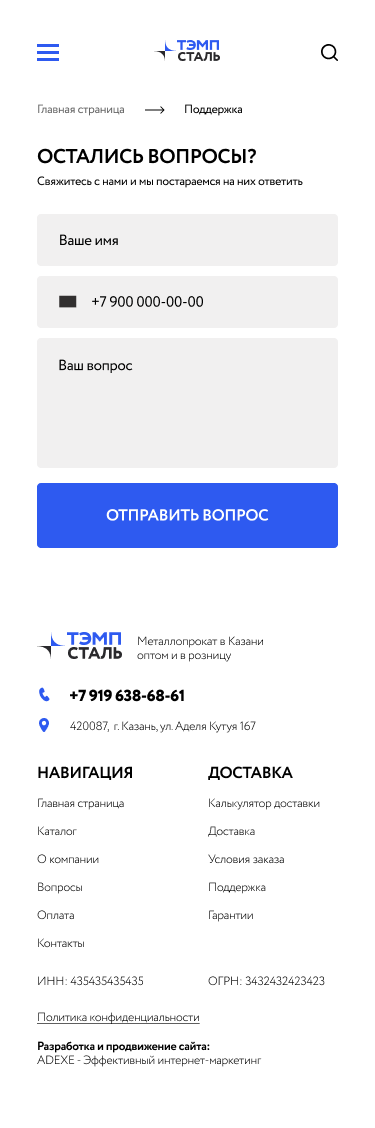 ТЭМП
СТАЛЬ
Главная страница
Поддержка
ОСТАЛИСЬ ВОПРОСЫ?
Свяжитесь с нами и мы постараемся на них ответить
Ваше имя
+7 900 000-00-00
Ваш вопрос
ОТПРАВИТЬ ВОПРОС
ТЭМП
СТАЛЬ
Металлопрокат в Казани
оптом и в розницу
+7 919 638-68-61
420087, г. Казань, ул. Аделя Кутуя 167
НАВИГАЦИЯ
Главная страница
Каталог
О компании
Вопросы
Оплата
Контакты
ДОСТАВКА
Калькулятор доставки
Доставка
Условия заказа
Поддержка
Гарантии
ИНН: 435435435435
ОГРН: 3432432423423
Политика конфиденциальности
Разработка и продвижение сайта:
ADEXE - Эффективный интернет-маркетинг